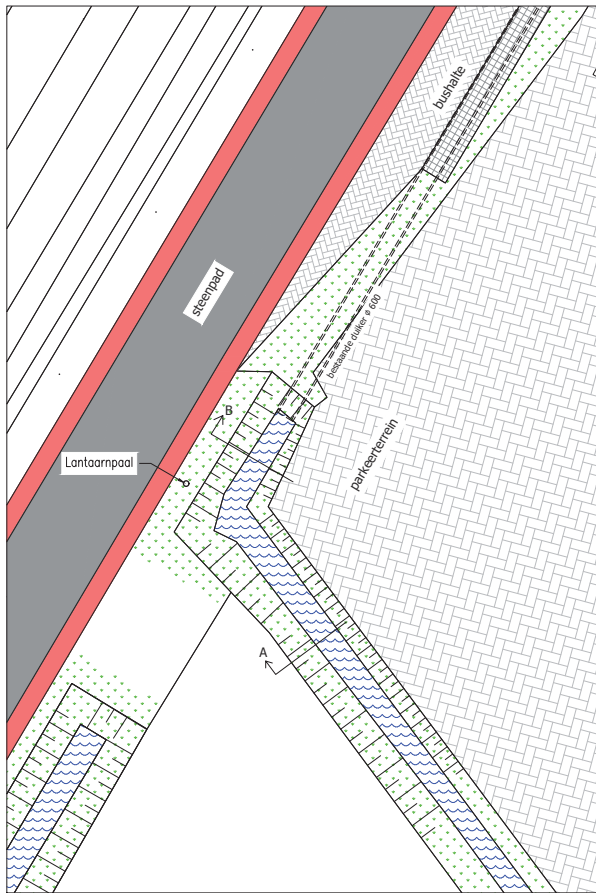 bushalte
steenpad
bestaande duiker ø 600
B
Lantaarnpaal
parkeerterrein
A